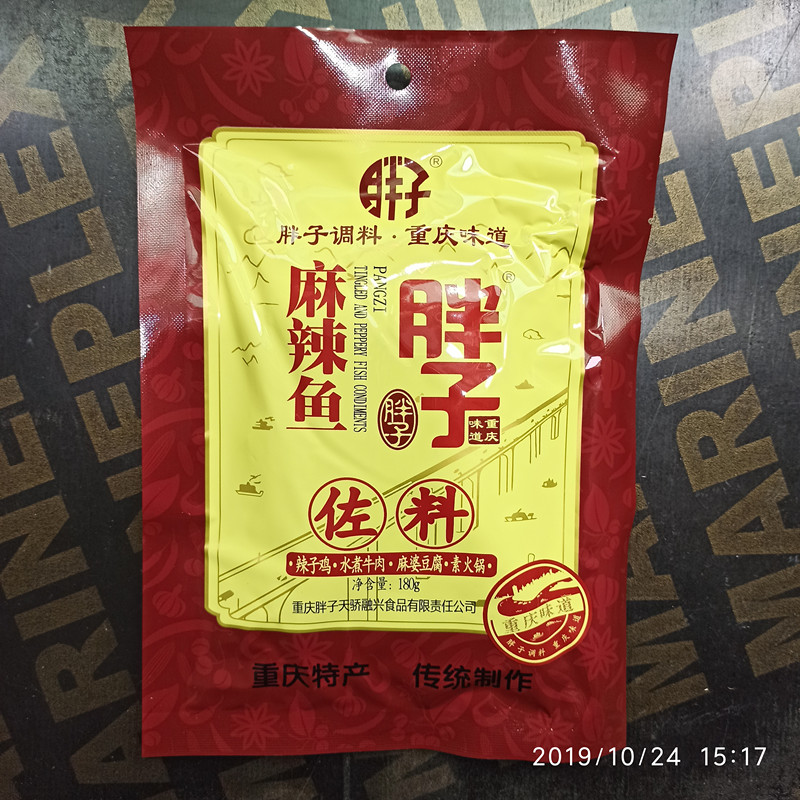 胖子®
胖子调料·重庆味道
胖子®
重庆
味道
胖子
PANGZI
TINGLED AND PEPPERY FISH CONDIMENTS
麻辣鱼
佐料
·辣子鸡·水煮牛肉·麻婆豆腐·素火锅·
净含量：180g
重庆胖子天骄融兴食品有限责任公司
重庆味道
胖子调料 重庆味道
重庆特产 传统制作
MARINEPLEX
MARINEPLEX
2019/10/24 15:17